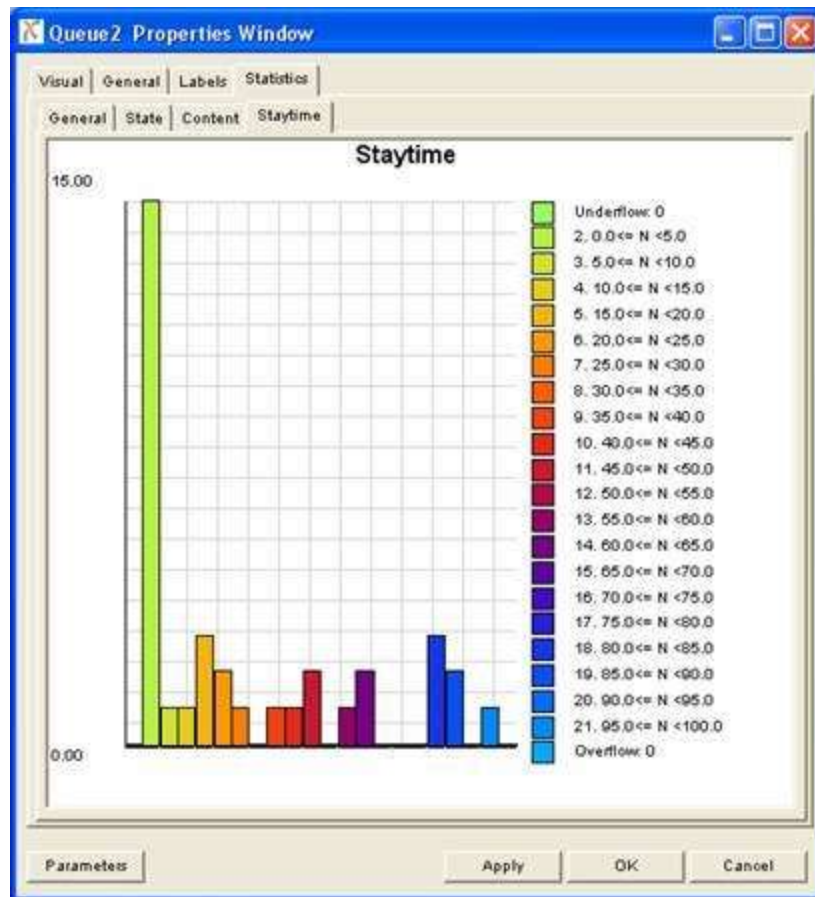 Queue2 Properties Window
Visual General Labels Statistics
General State Content Staytime
Staytime
15.00
Underflow: 0
2. 0.0<= N <5.0
3. 5.0<= N <10.0
4. 10.0<= N <15.0
5. 15.0<= N <20.0
6. 20.0<= N <25.0
7. 25.0<= N <30.0
8. 30.0<= N <35.0
9. 35.0<= N <40.0
10. 40.0<= N <45.0
11. 45.0<= N <50.0
12. 50.0<= N <55.0
13. 55.0<= N <60.0
14. 60.0<= N <65.0
15. 65.0<= N <70.0
16. 70.0<= N <75.0
17. 75.0<= N <80.0
18. 80.0<= N <85.0
19. 85.0<= N <90.0
20. 90.0<= N <95.0
21. 95.0<= N <100.0
Overflow: 0
0.00
Parameters Apply OK Cancel